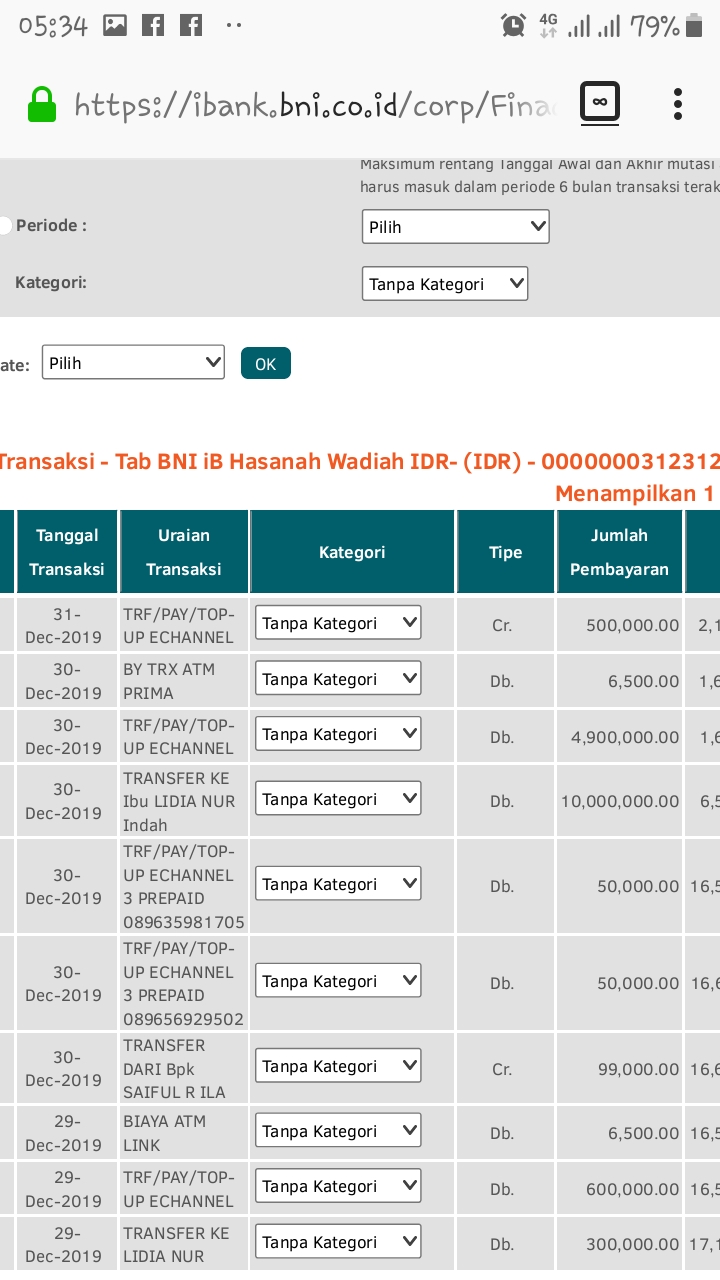 05:34
4G
79%
https://ibank.bni.co.id/corp/Finac
Maksimum rentang Tanggal Awal dan Akhir mutasi
harus masuk dalam periode 6 bulan transaksi terak
Periode :
Pilih
Kategori:
Tanpa Kategori
ate:
Pilih
OK
Transaksi - Tab BNI iB Hasanah Wadiah IDR- (IDR) - 0000000312312
Menampilkan 1
Tanggal
Transaksi
Uraian
Transaksi
Kategori
Tipe
Jumlah
Pembayaran
31-
Dec-2019
TRF/PAY/TOP-
UP ECHANNEL
Tanpa Kategori
Cr.
500,000.00
2,1
30-
Dec-2019
BY TRX ATM
PRIMA
Tanpa Kategori
Db.
6,500.00
1,6
30-
Dec-2019
TRF/PAY/TOP-
UP ECHANNEL
Tanpa Kategori
Db.
4,900,000.00
1,6
30-
Dec-2019
TRANSFER KE
Ibu LIDIA NUR
Indah
Tanpa Kategori
Db.
10,000,000.00
6,5
30-
Dec-2019
TRF/PAY/TOP-
UP ECHANNEL
3 PREPAID
089635981705
Tanpa Kategori
Db.
50,000.00
16,5
30-
Dec-2019
TRF/PAY/TOP-
UP ECHANNEL
3 PREPAID
089656929502
Tanpa Kategori
Db.
50,000.00
16,6
30-
Dec-2019
TRANSFER
DARI Bpk
SAIFUL R ILA
Tanpa Kategori
Cr.
99,000.00
16,6
29-
Dec-2019
BIAYA ATM
LINK
Tanpa Kategori
Db.
6,500.00
16,5
29-
Dec-2019
TRF/PAY/TOP-
UP ECHANNEL
Tanpa Kategori
Db.
600,000.00
16,5
29-
Dec-2019
TRANSFER KE
LIDIA NUR
Tanpa Kategori
Db.
300,000.00
17,1